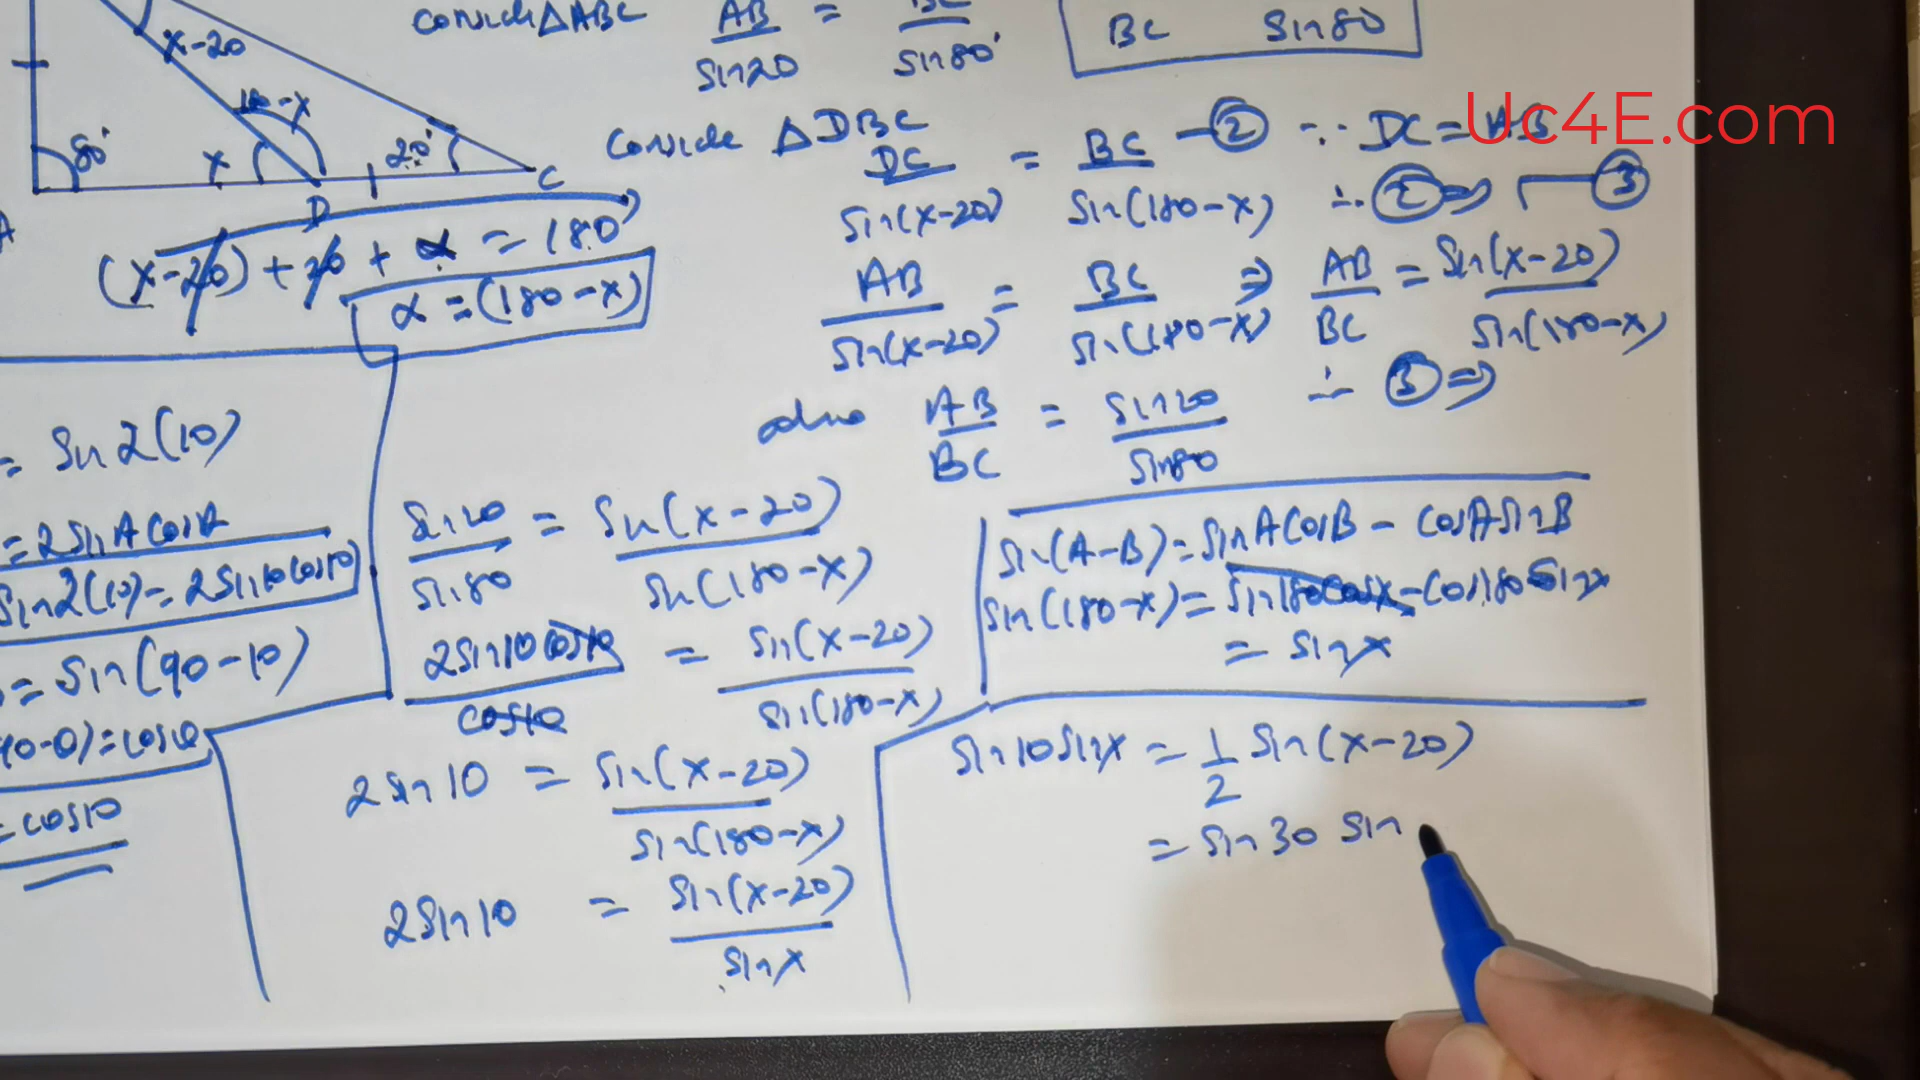 Uc4E.com
ΔABC AB/sin20 = BC/sin80
BC sin80
x-20
180-x
80°
x
20°
C
D
A
ΔDBC
DC/sin(x-20) = BC/sin(180-x) —② ∵ DC = AB
∴ ② ⇒ ③
(x-20) + 20 + α = 180°
α = (180-x)
AB/sin(x-20) = BC/sin(180-x) ⇒ AB/BC = sin(x-20)/sin(180-x)
also AB/BC = sin20/sin80 ∴ ③ ⇒
= sin2(10)
= 2sinAcosA
sin2(10) = 2sin10cos10
= sin(90-10)
90-θ) = cosθ
= cos10
sin20/sin80 = sin(x-20)/sin(180-x)
2sin10cos10/cos10 = sin(x-20)/sin(180-x)
2sin10 = sin(x-20)/sin(180-x)
2sin10 = sin(x-20)/sinx
sin(A-B) = sinAcosB - cosAsinB
sin(180-x) = sin180cosx - cos180sinx
= sinx
sin10sinx = 1/2 sin(x-20)
= sin30 sin